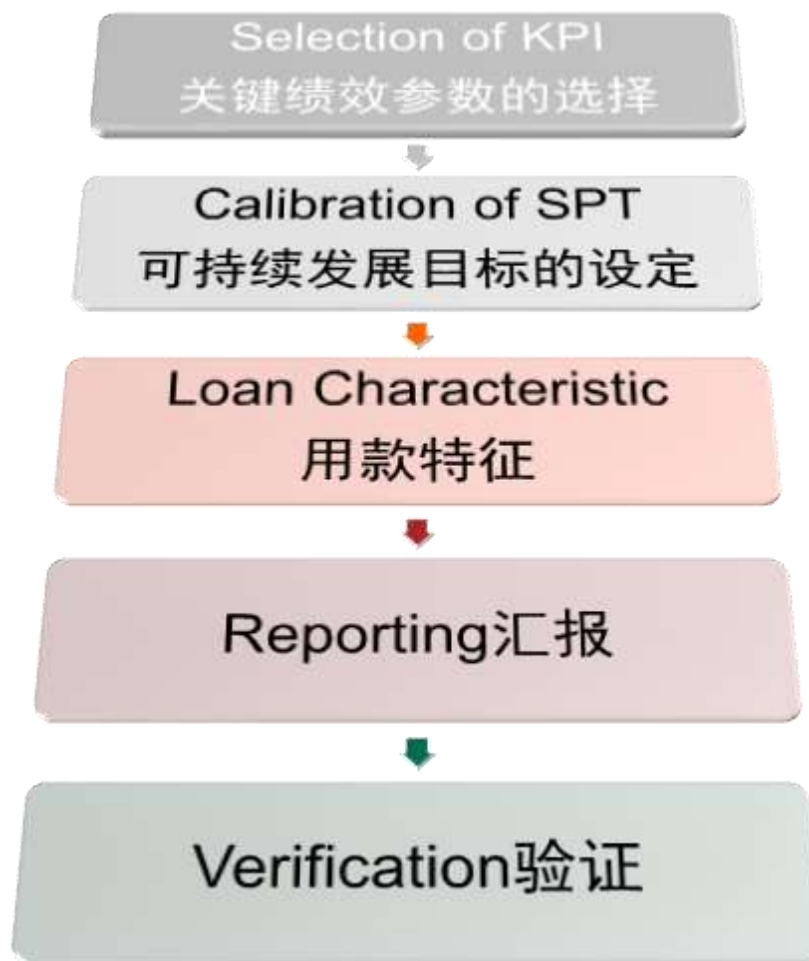 Selection of KPI
关键绩效参数的选择
Calibration of SPT
可持续发展目标的设定
Loan Characteristic
用款特征
Reporting汇报
Verification验证